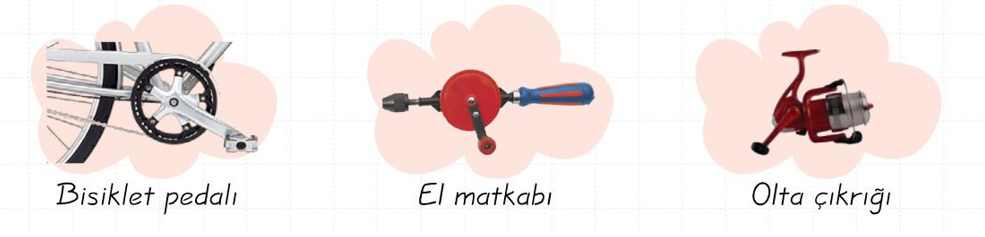 Bisiklet pedalı
El matkabı
Olta çıkrığı